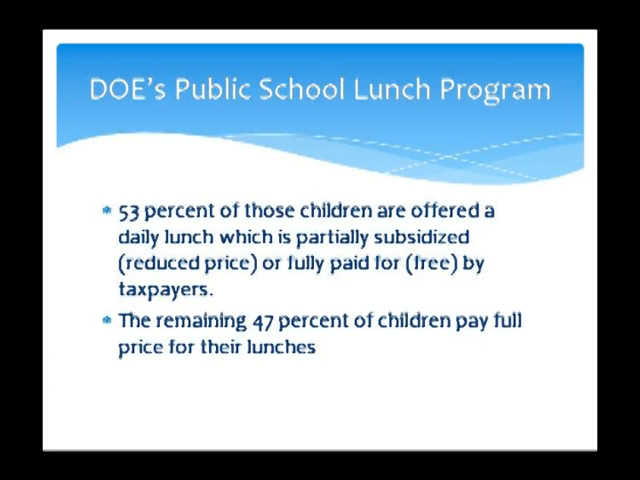 DOE's Public School Lunch Program
53 percent of those children are offered a
daily lunch which is partially subsidized
(reduced price) or fully paid for (free) by
taxpayers.
The remaining 47 percent of children pay full
price for their lunches